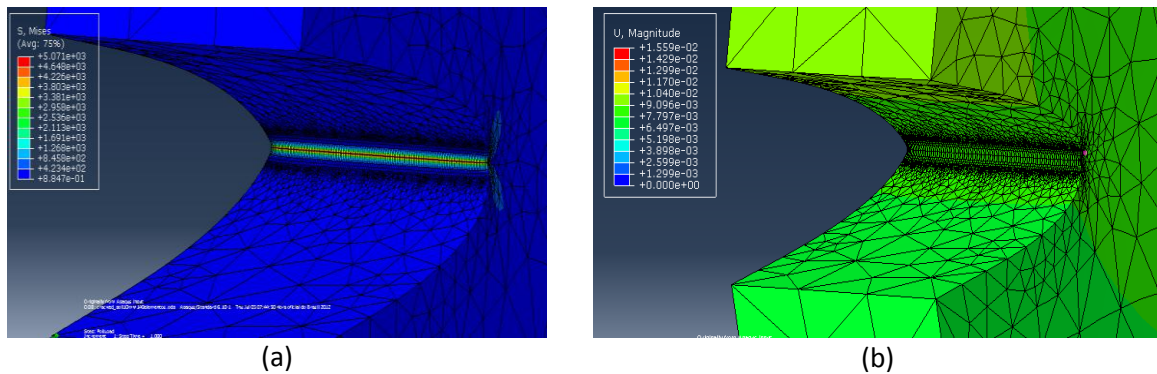 S, Mises
(Avg: 75%)
+5.071e+03
+4.648e+03
+4.226e+03
+3.803e+03
+3.381e+03
+2.958e+03
+2.536e+03
+2.113e+03
+1.691e+03
+1.268e+03
+8.458e+02
+4.234e+02
+8.847e-01
U, Magnitude
+1.559e-02
+1.429e-02
+1.299e-02
+1.170e-02
+1.040e-02
+9.096e-03
+7.797e-03
+6.497e-03
+5.198e-03
+3.898e-03
+2.599e-03
+1.299e-03
+0.000e+00
(a)
(b)